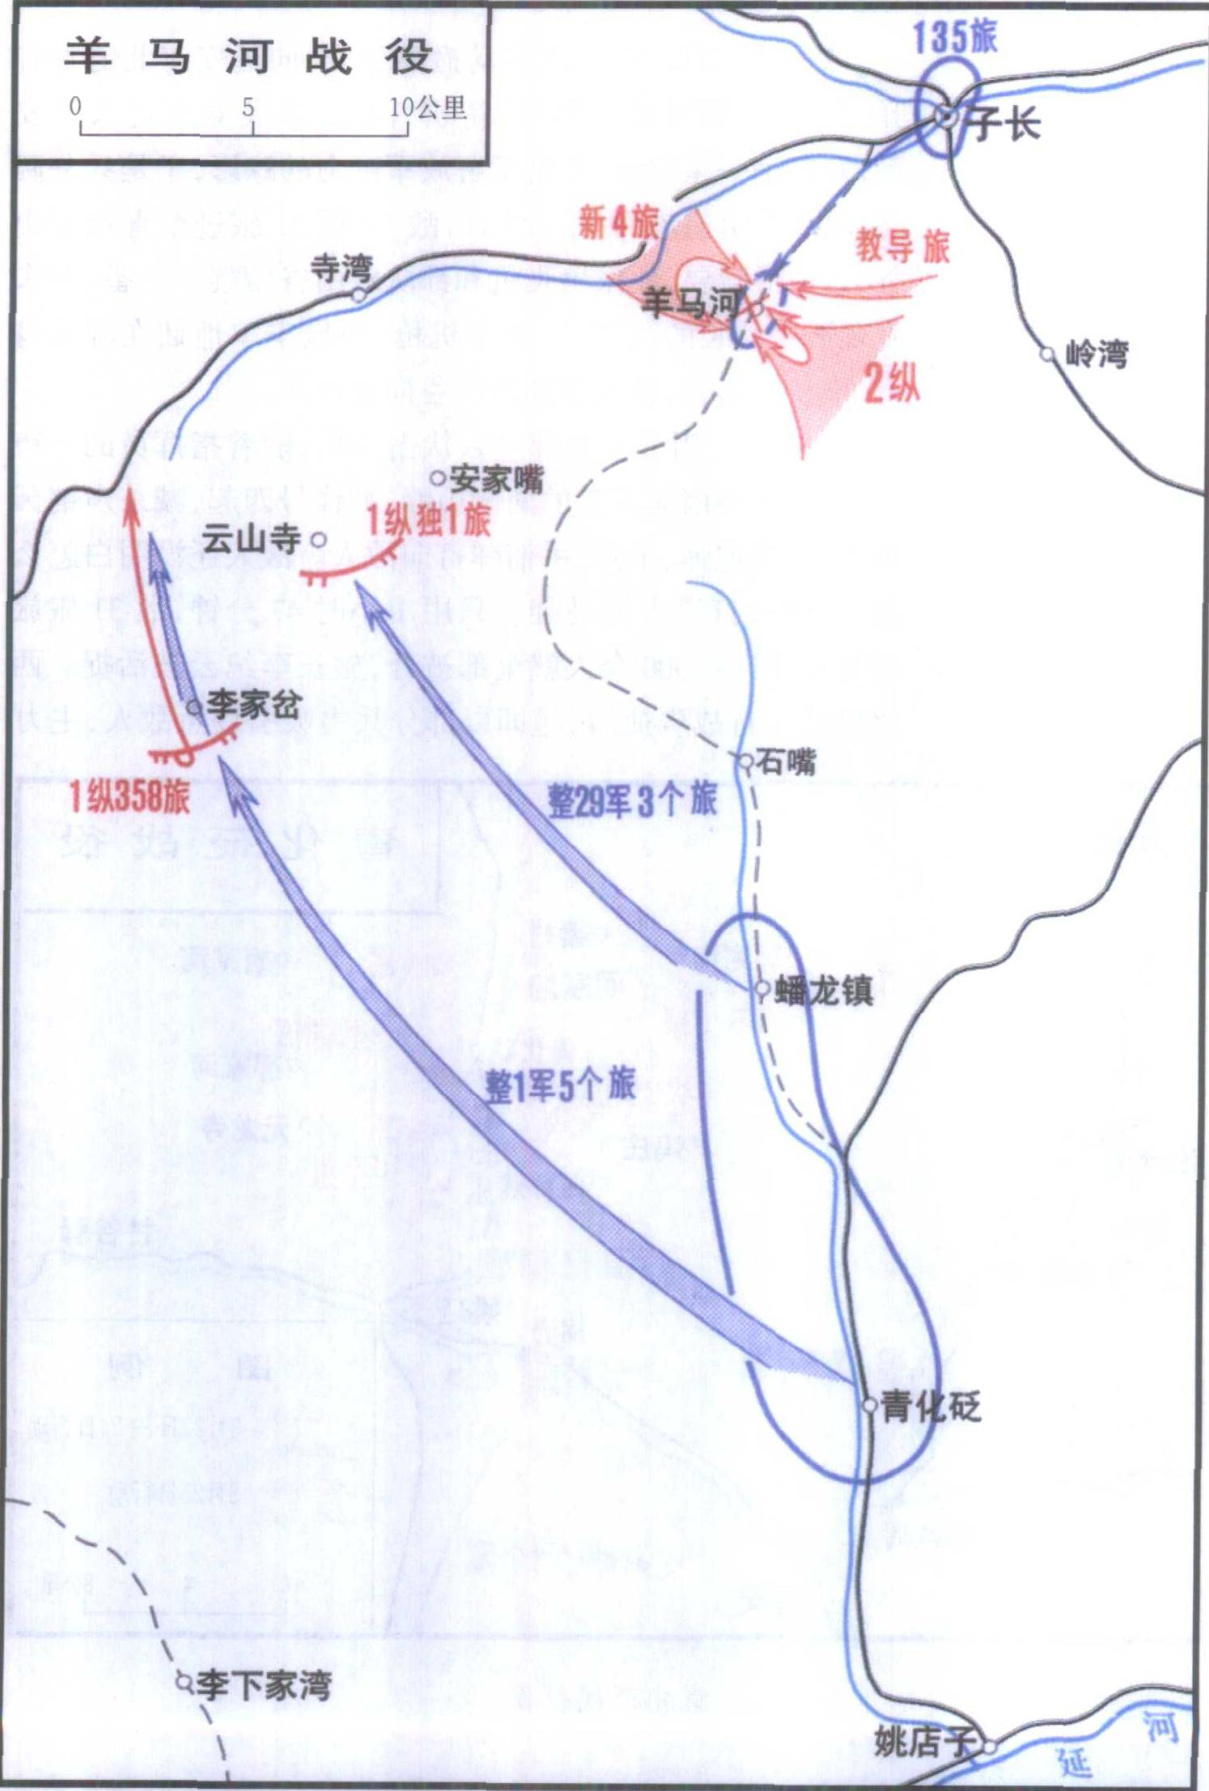 羊马河战役
0 5 10公里
135旅
子长
新4旅
教导旅
寺湾
羊马河
岭湾
2纵
安家嘴
1纵独1旅
云山寺
李家岔
石嘴
1纵358旅
整29军3个旅
蟠龙镇
整1军5个旅
青化砭
李下家湾
姚店子
延河